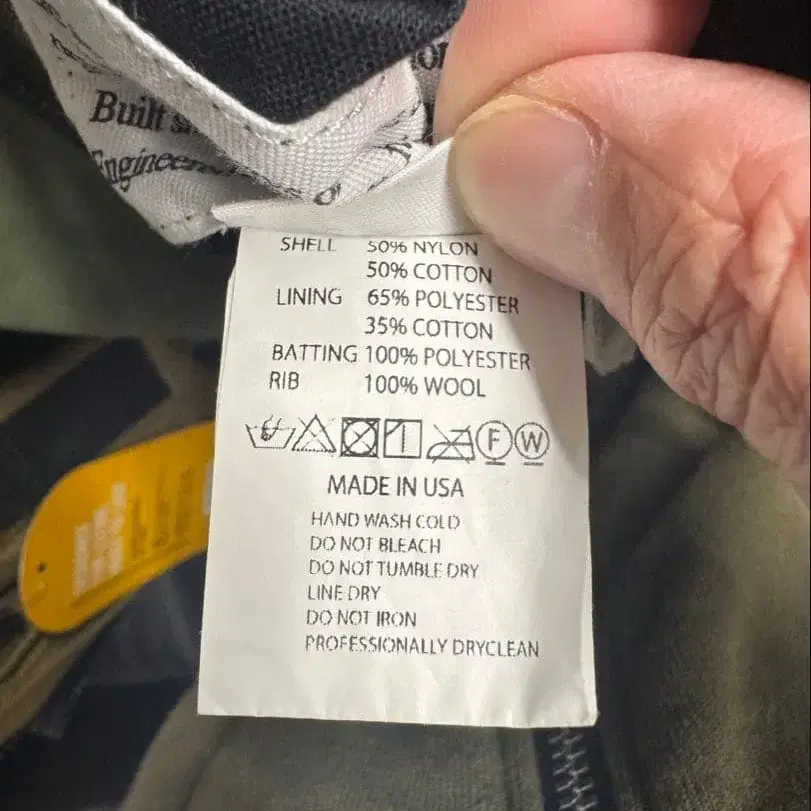 Built
SHELL 50% NYLON
50% COTTON
LINING 65% POLYESTER
35% COTTON
BATTING 100% POLYESTER
RIB 100% WOOL
F W
MADE IN USA
HAND WASH COLD
DO NOT BLEACH
DO NOT TUMBLE DRY
LINE DRY
DO NOT IRON
PROFESSIONALLY DRYCLEAN